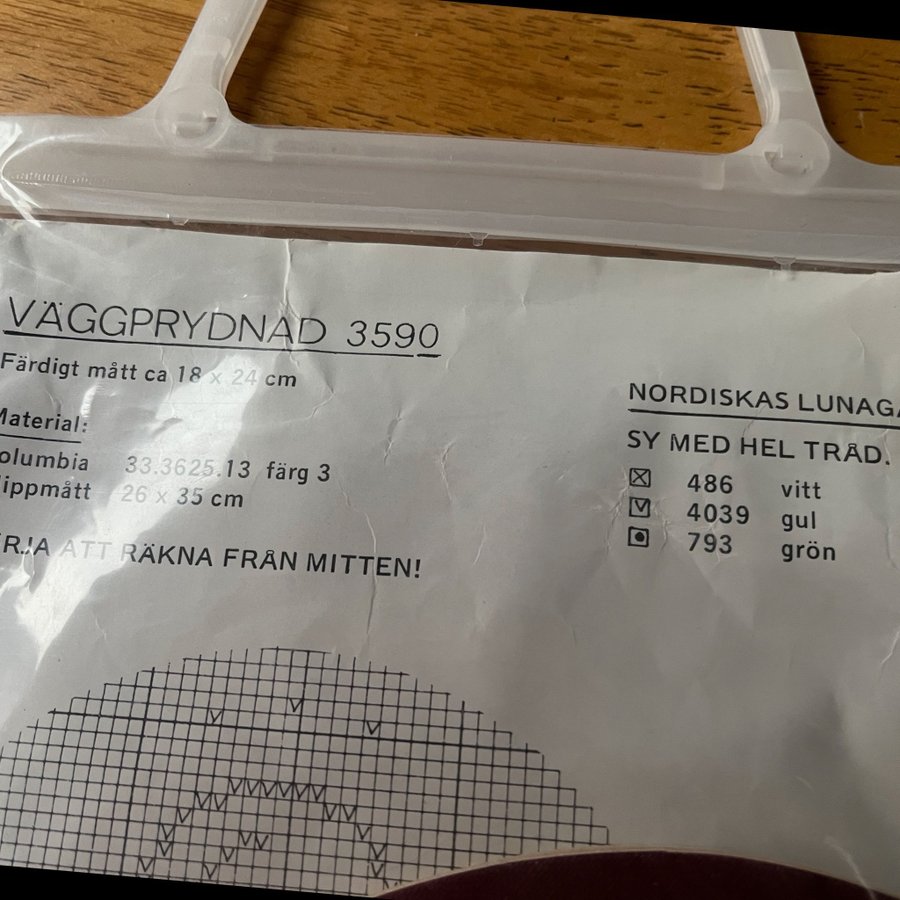 VÄGGPRYDNAD 3590
Färdigt mått ca 18 x 24 cm
Material:
olumbia 33.3625.13 färg 3
lippmått 26 x 35 cm
RJA ATT RÄKNA FRÅN MITTEN!
NORDISKAS LUNAGA
SY MED HEL TRÅD.
486 vitt
4039 gul
793 grön